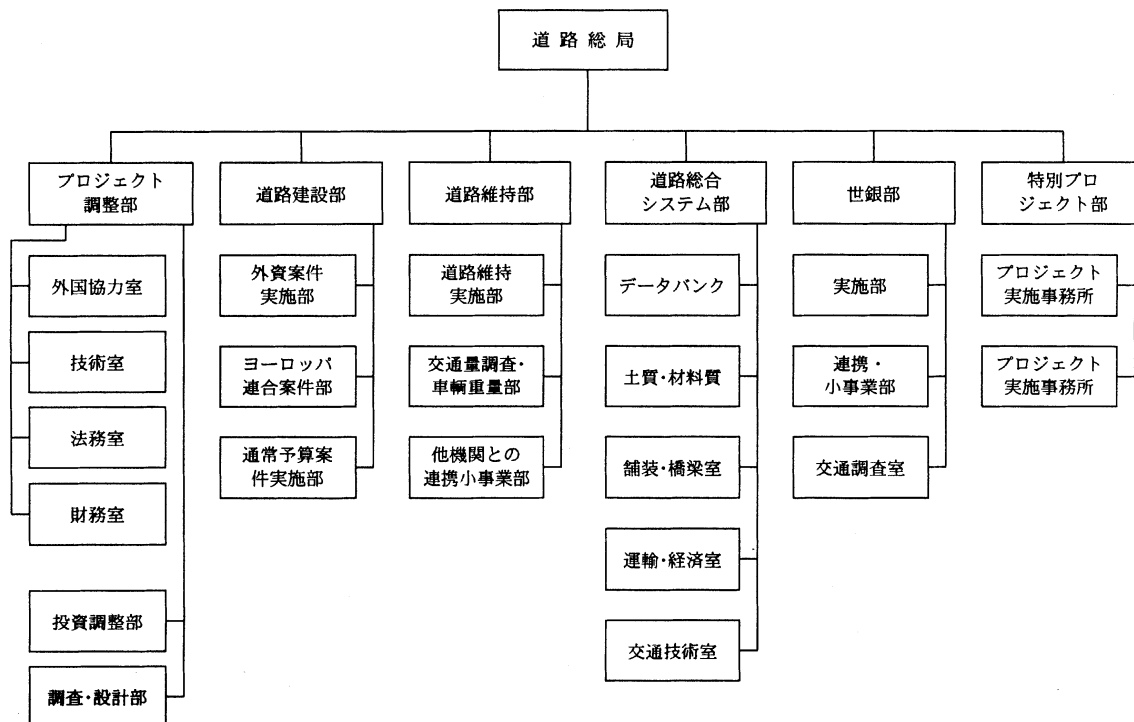 道路総局
プロジェクト
調整部
道路建設部
道路維持部
道路総合
システム部
世銀部
特別プロ
ジェクト部
外国協力室
技術室
法務室
財務室
投資調整部
調査・設計部
外資案件
実施部
ヨーロッパ
連合案件部
通常予算案
件実施部
道路維持
実施部
交通量調査・
車輌重量部
他機関との
連携小事業部
データバンク
土質・材料質
舗装・橋梁室
運輸・経済室
交通技術室
実施部
連携・
小事業部
交通調査室
プロジェクト
実施事務所
プロジェクト
実施事務所